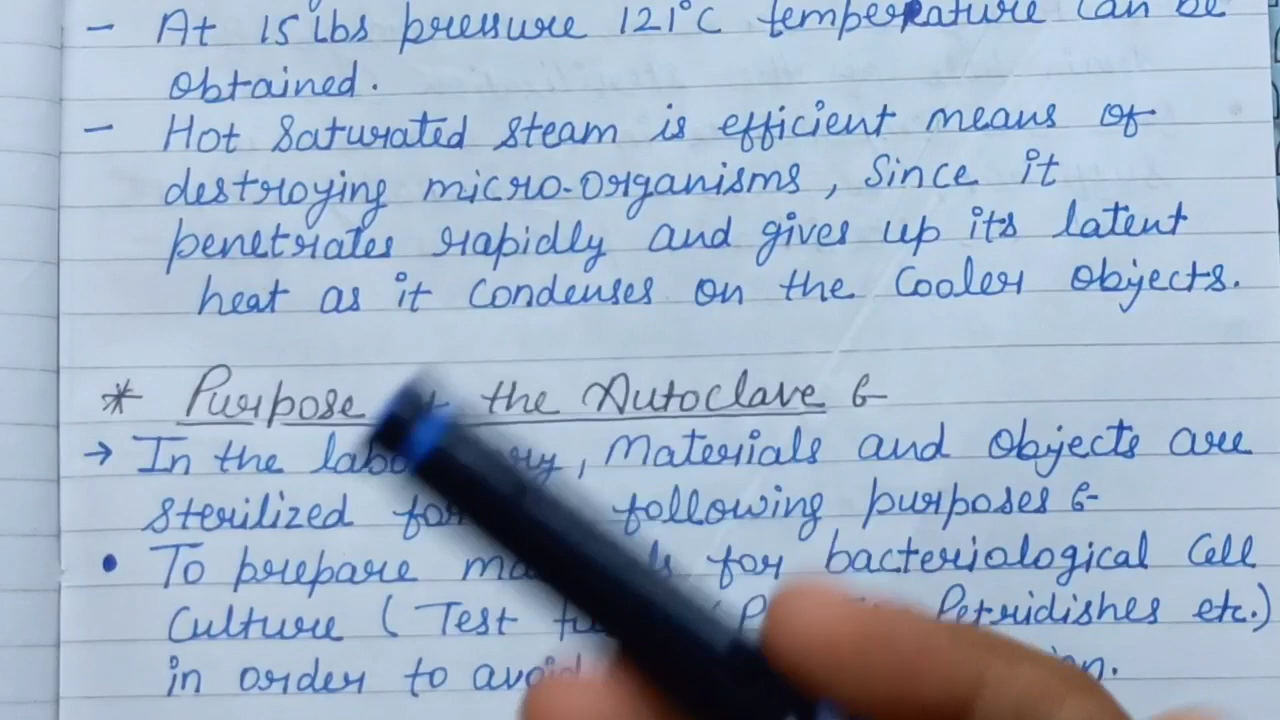 - At 15 lbs pressure 121°C temperature can be
obtained.
- Hot saturated steam is efficient means of
destroying micro-organisms, Since it
penetrates rapidly and gives up its latent
heat as it condenses on the cooler objects.
* Purpose the Autoclave :-
→ In the , Materials and objects are
sterilized following purposes :-
• To prepare for bacteriological cell
culture ( Test Petridishes etc.)
in order to avoid